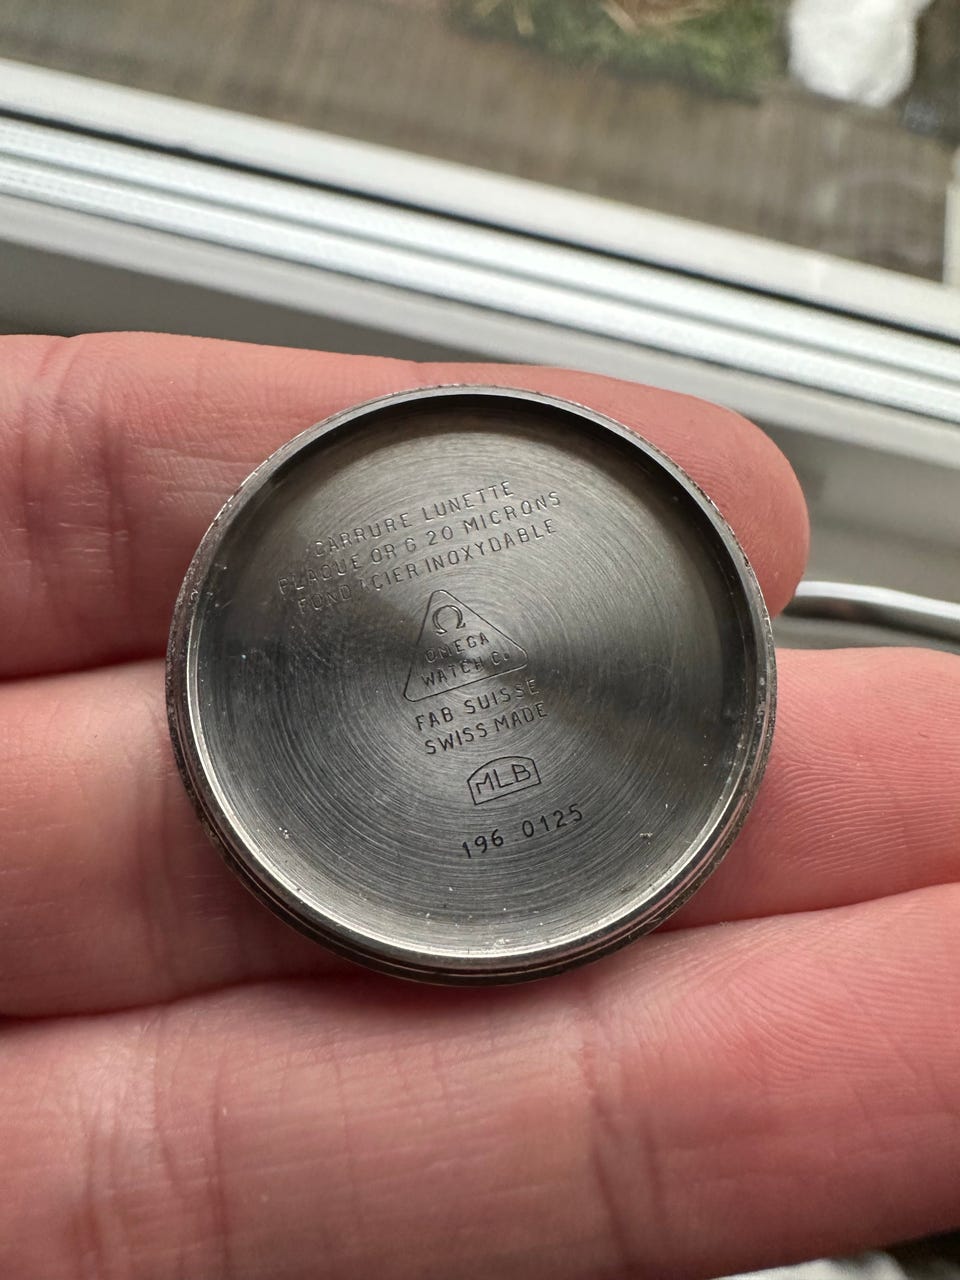 CARRURE LUNETTE
PLAQUE OR G 20 MICRONS
FOND ACIER INOXYDABLE
Ω
OMEGA
WATCH Co
FAB SUISSE
SWISS MADE
MLB
196 0125